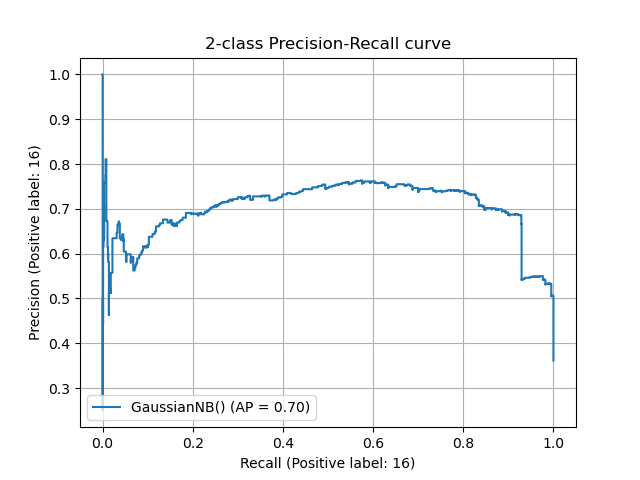 2-class Precision-Recall curve
Precision (Positive label: 16)
1.0
0.9
0.8
0.7
0.6
0.5
0.4
0.3
GaussianNB() (AP = 0.70)
0.0 0.2 0.4 0.6 0.8 1.0
Recall (Positive label: 16)